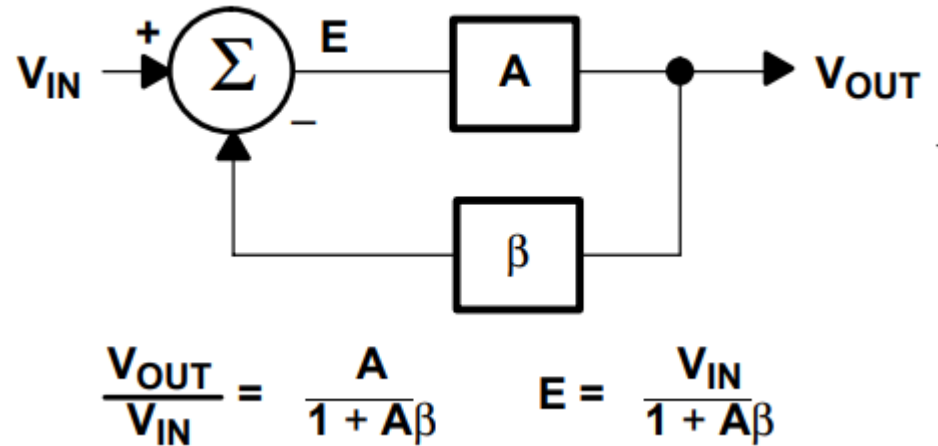 + E
V_IN Σ A V_OUT
−
β
V_OUT/V_IN = A/(1 + Aβ) E = V_IN/(1 + Aβ)